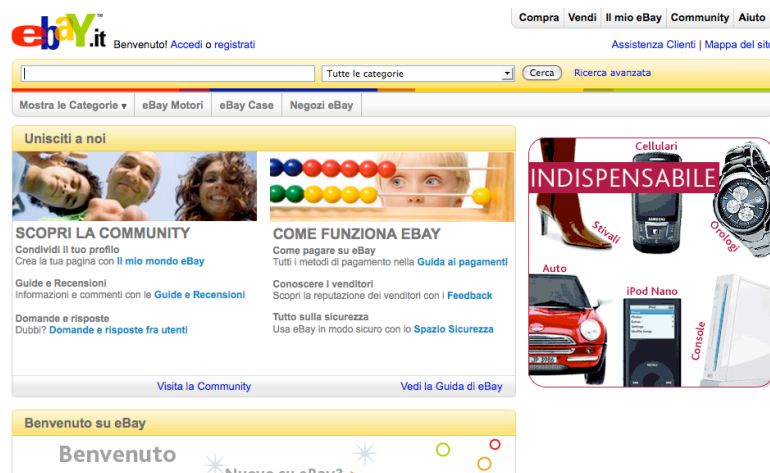 ebaY.it™
Compra Vendi Il mio eBay Community Aiuto
Benvenuto! Accedi o registrati
Assistenza Clienti | Mappa del sito
Tutte le categorie
Cerca
Ricerca avanzata
Mostra le Categorie ▾ eBay Motori eBay Case Negozi eBay
Unisciti a noi
SCOPRI LA COMMUNITY
Condividi il tuo profilo
Crea la tua pagina con Il mio mondo eBay
Guide e Recensioni
Informazioni e commenti con le Guide e Recensioni
Domande e risposte
Dubbi? Domande e risposte fra utenti
Visita la Community
COME FUNZIONA EBAY
Come pagare su eBay
Tutti i metodi di pagamento nella Guida ai pagamenti
Conoscere i venditori
Scopri la reputazione dei venditori con i Feedback
Tutto sulla sicurezza
Usa eBay in modo sicuro con lo Spazio Sicurezza
Vedi la Guida di eBay
Cellulari
INDISPENSABILE
SAMSUNG
Stivali
Orologi
Auto
iPod Nano
Console
Benvenuto su eBay
Benvenuto
Nuovo su eBay?